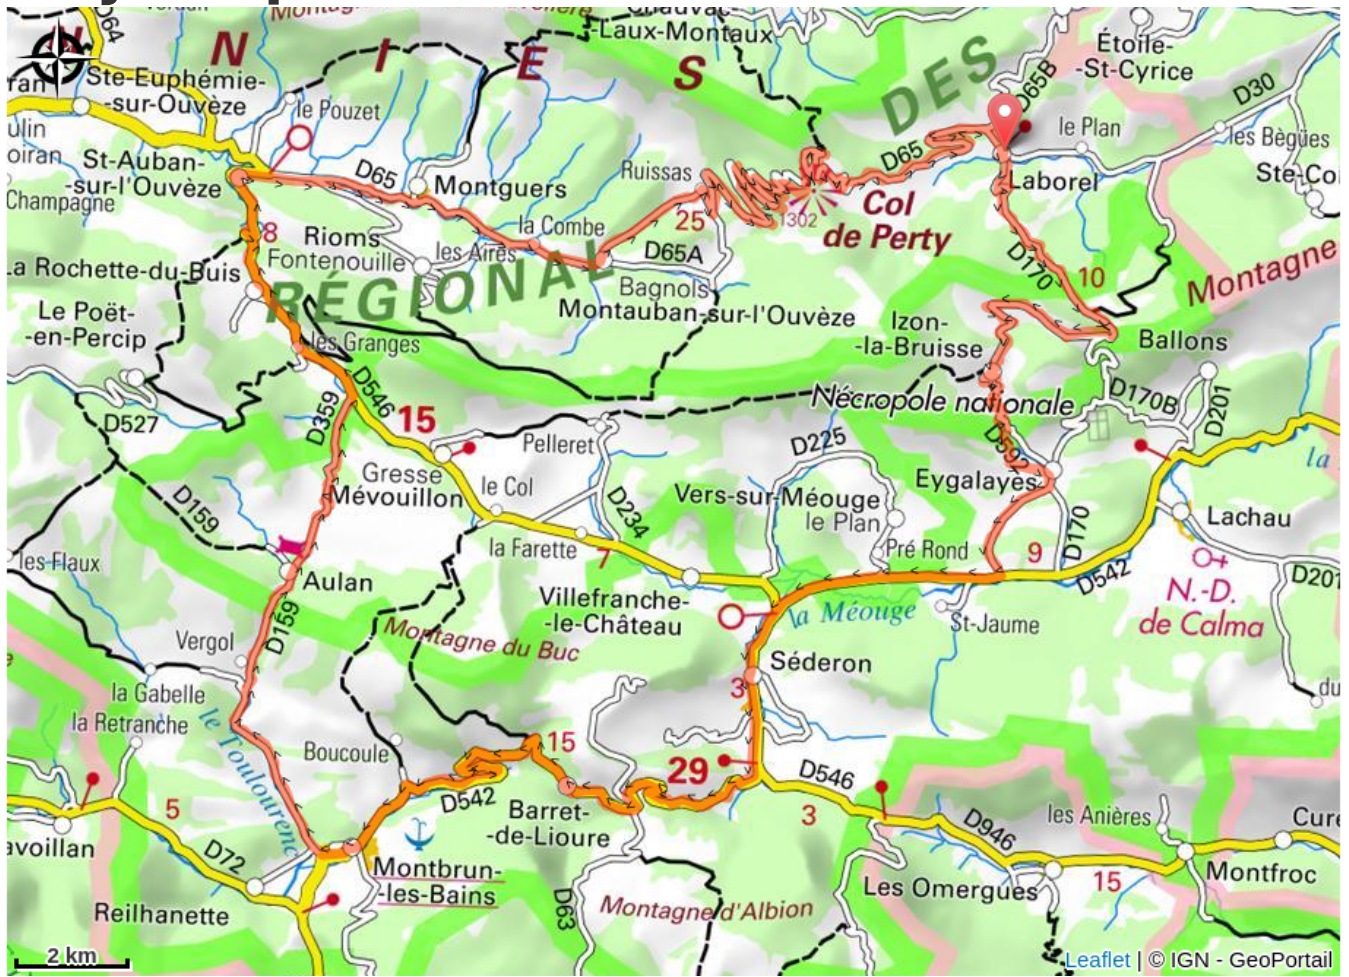 D64
N I E S
-Laux-Montaux
Étoile-
-St-Cyrice
D65B
D30
Ste-Euphémie-
-sur-Ouvèze
le Pouzet
DES
le Plan
les Bègües
St-Auban-
-sur-l'Ouvèze
D65
Montguers
Ruissas
D65
Laborel
Champagne
Col
de Perty
1302
25
8
Rioms
Fontenouille
la Combe
les Aires
D65A
D170
10
Montagne
La Rochette-du-Buis
RÉGIONAL
Bagnols
Montauban-sur-l'Ouvèze
Le Poët-
-en-Percip
les Granges
Izon-
-la-Bruisse
Ballons
D546
D359
15
Nécropole nationale
D170B
D201
D527
Pelleret
D225
D592
la
Gresse
Mévouillon
le Col
Eygalayes
D159
D234
Vers-sur-Méouge
le Plan
Lachau
les Flaux
la Farette
7
Pré Rond
9
D170
D542
D201
Aulan
Villefranche-
-le-Château
la Méouge
St-Jaume
N.-D.
de Calma
D159
Vergol
Montagne du Buc
Séderon
3
la Gabelle
la Retranche
le Toulourenc
Boucoule
15
29
du
D542
Barret-
-de-Lioure
D546
3
les Anières
5
D946
D72
Montbrun-
-les-Bains
Les Omergues
15
Montfroc
Reilhanette
D63
Montagne d'Albion
2 km
Leaflet | © IGN - GeoPortail